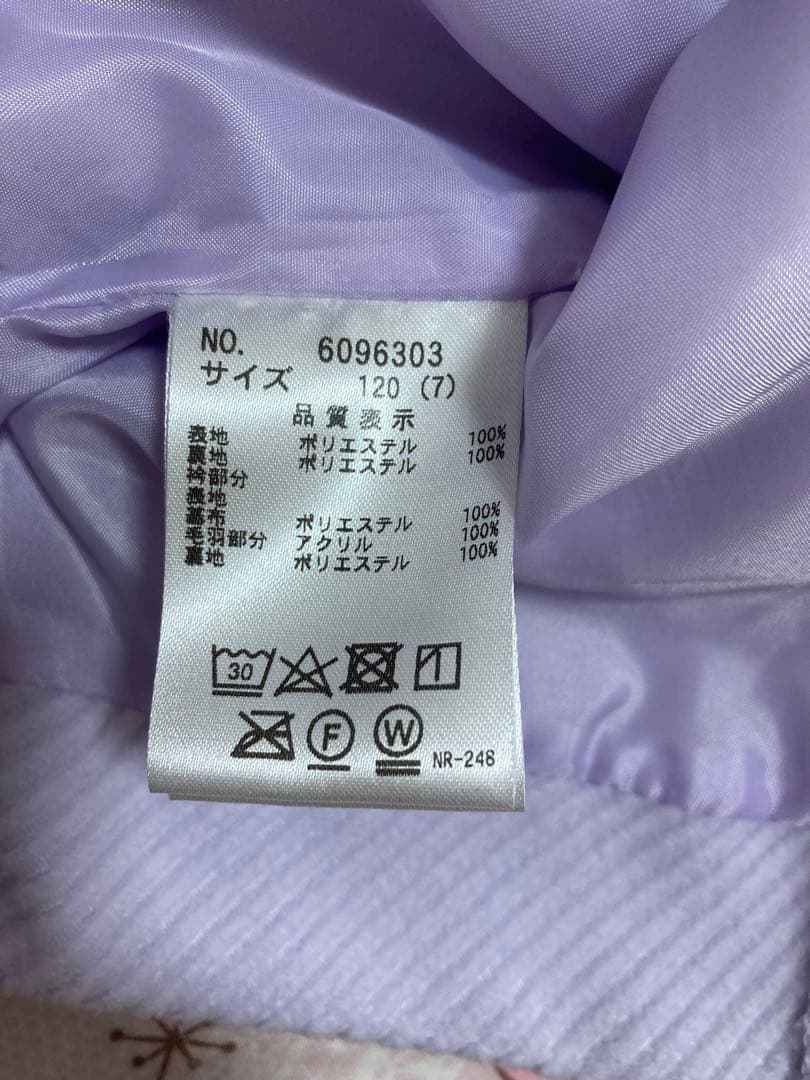 NO. 6096303
サイズ 120 (7)
品質表示
表地 ポリエステル 100%
裏地 ポリエステル 100%
衿部分
表地
基布 ポリエステル 100%
毛羽部分 アクリル 100%
裏地 ポリエステル 100%
30
F W NR-248